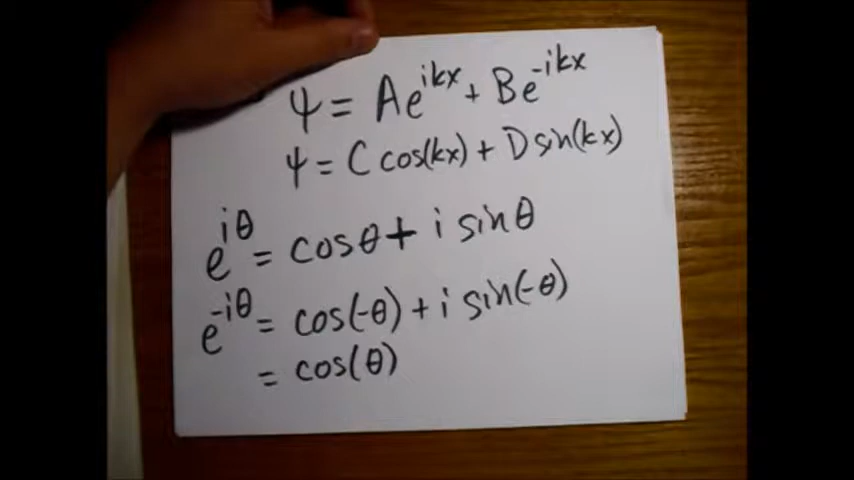 ψ = Ae^{ikx} + Be^{-ikx}
ψ = C cos(kx) + D sin(kx)
e^{iθ} = cosθ + i sinθ
e^{-iθ} = cos(-θ) + i sin(-θ)
= cos(θ)